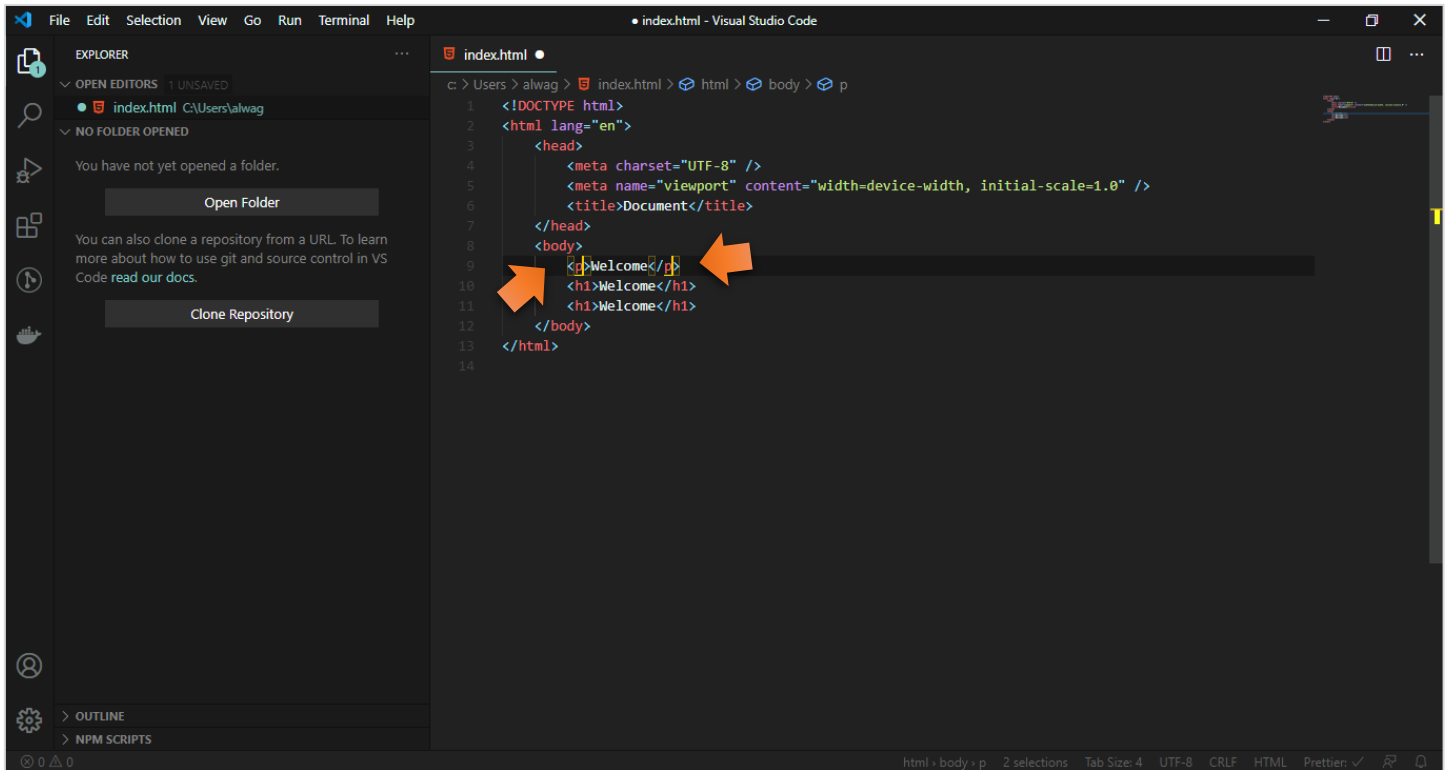 File Edit Selection View Go Run Terminal Help
● index.html - Visual Studio Code
EXPLORER ···
1
OPEN EDITORS 1 UNSAVED
● index.html C:\Users\alwag
NO FOLDER OPENED
You have not yet opened a folder.
Open Folder
You can also clone a repository from a URL. To learn
more about how to use git and source control in VS
Code read our docs.
Clone Repository
OUTLINE
NPM SCRIPTS
index.html ●
c: > Users > alwag > index.html > html > body > p
1 <!DOCTYPE html>
2 <html lang="en">
3 <head>
4 <meta charset="UTF-8" />
5 <meta name="viewport" content="width=device-width, initial-scale=1.0" />
6 <title>Document</title>
7 </head>
8 <body>
9 <p>Welcome</p>
10 <h1>Welcome</h1>
11 <h1>Welcome</h1>
12 </body>
13 </html>
14
0 0
html › body › p 2 selections Tab Size: 4 UTF-8 CRLF HTML Prettier: ✓